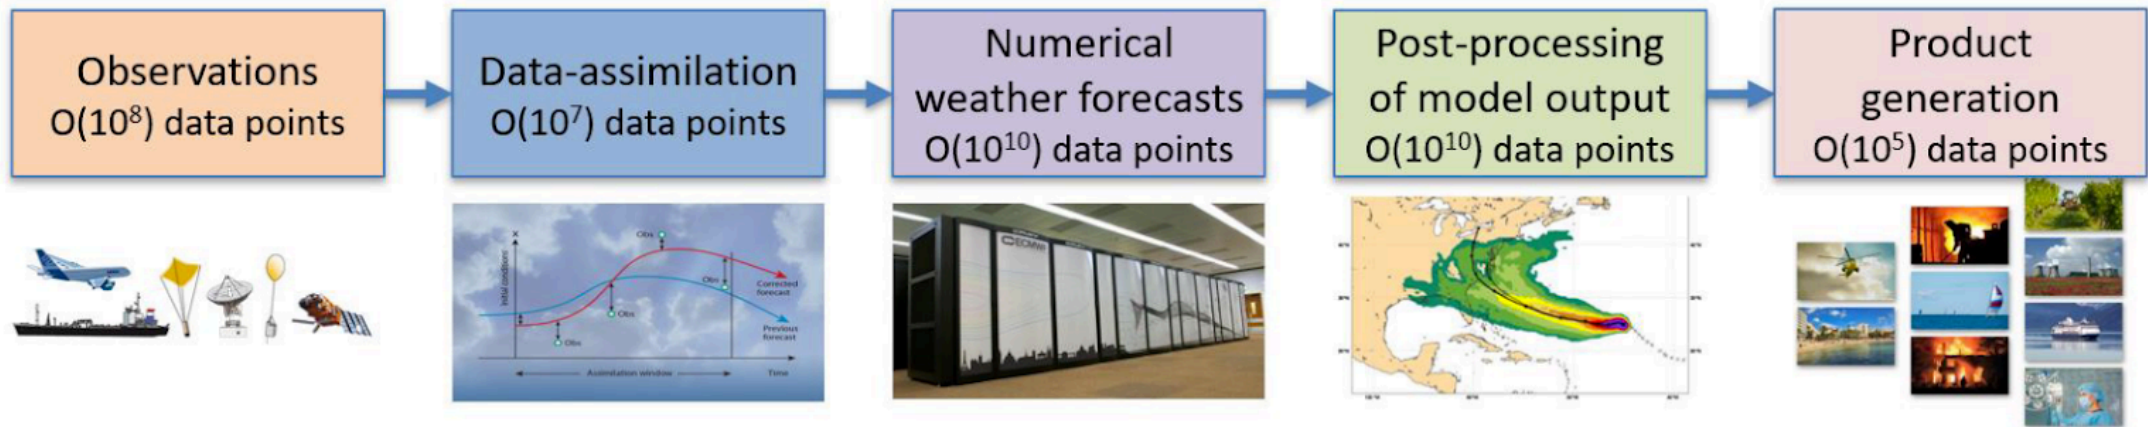 Observations
O(10⁸) data points
Data-assimilation
O(10⁷) data points
Numerical
weather forecasts
O(10¹⁰) data points
Post-processing
of model output
O(10¹⁰) data points
Product
generation
O(10⁵) data points
X
Initial conditions
Obs
Obs
Obs
Obs
Corrected
forecast
Previous
forecast
Assimilation window
Time
ECMWF